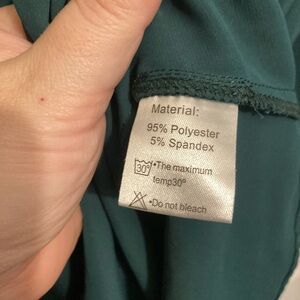 Material:
95% Polyester
5% Spandex
30° •The maximum
temp30°
•Do not bleach